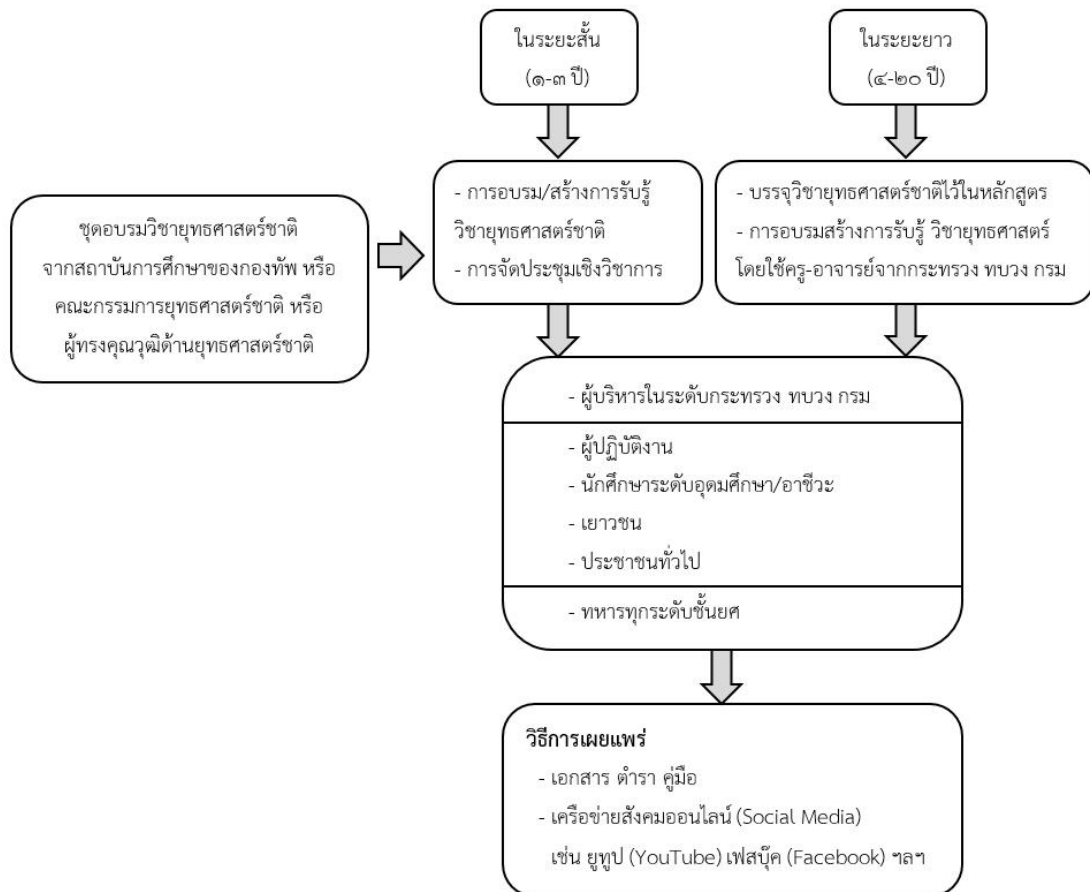 ในระยะสั้น
(๑-๓ ปี)
ในระยะยาว
(๔-๒๐ ปี)
ชุดอบรมวิชายุทธศาสตร์ชาติ
จากสถาบันการศึกษาของกองทัพ หรือ
คณะกรรมการยุทธศาสตร์ชาติ หรือ
ผู้ทรงคุณวุฒิด้านยุทธศาสตร์ชาติ
- การอบรม/สร้างการรับรู้
วิชายุทธศาสตร์ชาติ
- การจัดประชุมเชิงวิชาการ
- บรรจุวิชายุทธศาสตร์ชาติไว้ในหลักสูตร
- การอบรมสร้างการรับรู้ วิชายุทธศาสตร์
โดยใช้ครู-อาจารย์จากกระทรวง ทบวง กรม
- ผู้บริหารในระดับกระทรวง ทบวง กรม
- ผู้ปฏิบัติงาน
- นักศึกษาระดับอุดมศึกษา/อาชีวะ
- เยาวชน
- ประชาชนทั่วไป
- ทหารทุกระดับชั้นยศ
วิธีการเผยแพร่
- เอกสาร ตำรา คู่มือ
- เครือข่ายสังคมออนไลน์ (Social Media)
เช่น ยูทูป (YouTube) เฟสบุ๊ค (Facebook) ฯลฯ